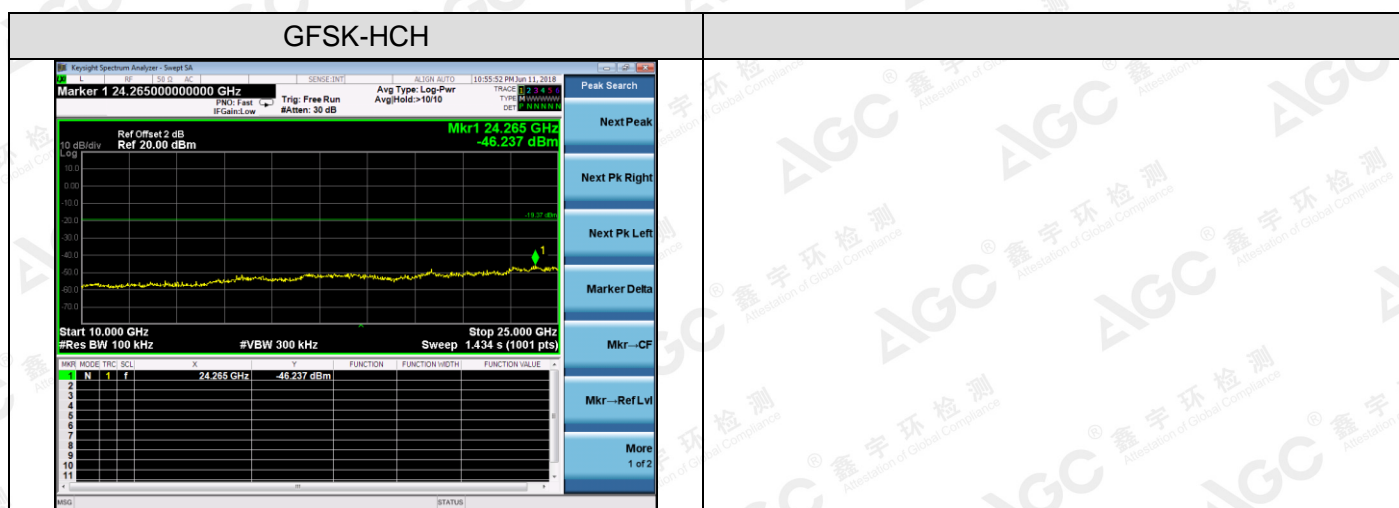 GFSK-HCH
Keysight Spectrum Analyzer - Swept SA
L RF 50 Ω AC SENSE:INT ALIGN AUTO 10:55:52 PM Jun 11, 2018
Marker 1 24.265000000000 GHz
PNO: Fast
IFGain:Low
Trig: Free Run
#Atten: 30 dB
Avg Type: Log-Pwr
Avg|Hold:>10/10
TRACE 1 2 3 4 5 6
TYPE MWWWWW
DET P N N N N N
Peak Search
Next Peak
Next Pk Right
Next Pk Left
Marker Delta
Mkr→CF
Mkr→Ref Lvl
More
1 of 2
Mkr1 24.265 GHz
-46.237 dBm
Ref Offset 2 dB
10 dB/div Ref 20.00 dBm
Log
10.0
0.00
-10.0
-20.0
-30.0
-40.0
-50.0
-60.0
-70.0
-19.37 dBm
1
Start 10.000 GHz Stop 25.000 GHz
#Res BW 100 kHz #VBW 300 kHz Sweep 1.434 s (1001 pts)
MKR MODE TRC SCL X Y FUNCTION FUNCTION WIDTH FUNCTION VALUE
1 N 1 f 24.265 GHz -46.237 dBm
2
3
4
5
6
7
8
9
10
11
MSG STATUS
AGC
鑫宇环检测
Attestation of Global Compliance